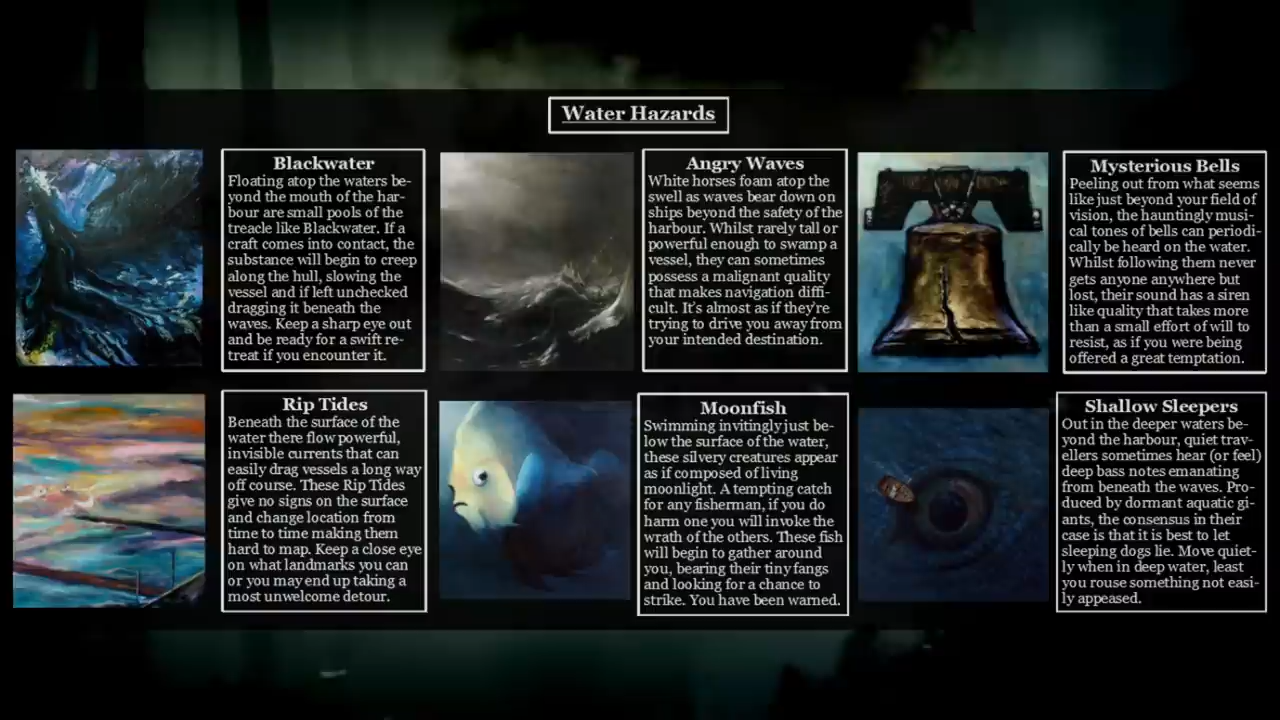 Water Hazards
Blackwater
Floating atop the waters be-
yond the mouth of the har-
bour are small pools of the
treacle like Blackwater. If a
craft comes into contact, the
substance will begin to creep
along the hull, slowing the
vessel and if left unchecked
dragging it beneath the
waves. Keep a sharp eye out
and be ready for a swift re-
treat if you encounter it.
Angry Waves
White horses foam atop the
swell as waves bear down on
ships beyond the safety of the
harbour. Whilst rarely tall or
powerful enough to swamp a
vessel, they can sometimes
possess a malignant quality
that makes navigation diffi-
cult. It's almost as if they're
trying to drive you away from
your intended destination.
Mysterious Bells
Peeling out from what seems
like just beyond your field of
vision, the hauntingly musi-
cal tones of bells can periodi-
cally be heard on the water.
Whilst following them never
gets anyone anywhere but
lost, their sound has a siren
like quality that takes more
than a small effort of will to
resist, as if you were being
offered a great temptation.
Rip Tides
Beneath the surface of the
water there flow powerful,
invisible currents that can
easily drag vessels a long way
off course. These Rip Tides
give no signs on the surface
and change location from
time to time making them
hard to map. Keep a close eye
on what landmarks you can
or you may end up taking a
most unwelcome detour.
Moonfish
Swimming invitingly just be-
low the surface of the water,
these silvery creatures appear
as if composed of living
moonlight. A tempting catch
for any fisherman, if you do
harm one you will invoke the
wrath of the others. These fish
will begin to gather around
you, bearing their tiny fangs
and looking for a chance to
strike. You have been warned.
Shallow Sleepers
Out in the deeper waters be-
yond the harbour, quiet trav-
ellers sometimes hear (or feel)
deep bass notes emanating
from beneath the waves. Pro-
duced by dormant aquatic gi-
ants, the consensus in their
case is that it is best to let
sleeping dogs lie. Move quiet-
ly when in deep water, least
you rouse something not easi-
ly appeased.